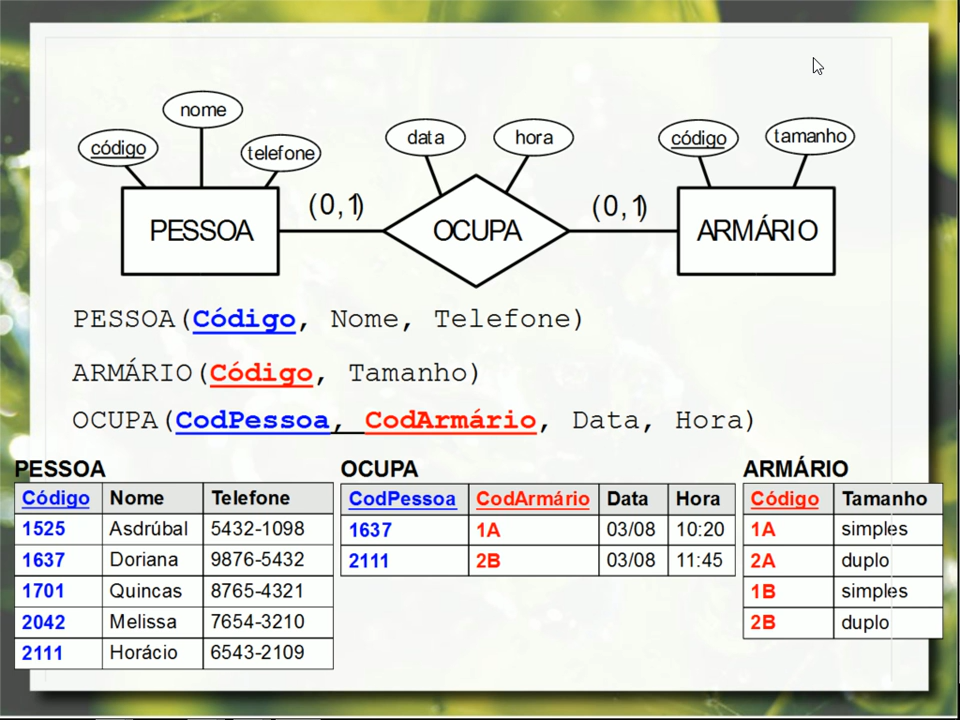 nome
código
telefone
data
hora
código
tamanho
(0,1)
(0,1)
PESSOA
OCUPA
ARMÁRIO
PESSOA(Código, Nome, Telefone)
ARMÁRIO(Código, Tamanho)
OCUPA(CodPessoa, CodArmário, Data, Hora)
PESSOA
Código Nome Telefone
1525 Asdrúbal 5432-1098
1637 Doriana 9876-5432
1701 Quincas 8765-4321
2042 Melissa 7654-3210
2111 Horácio 6543-2109
OCUPA
CodPessoa CodArmário Data Hora
1637 1A 03/08 10:20
2111 2B 03/08 11:45
ARMÁRIO
Código Tamanho
1A simples
2A duplo
1B simples
2B duplo